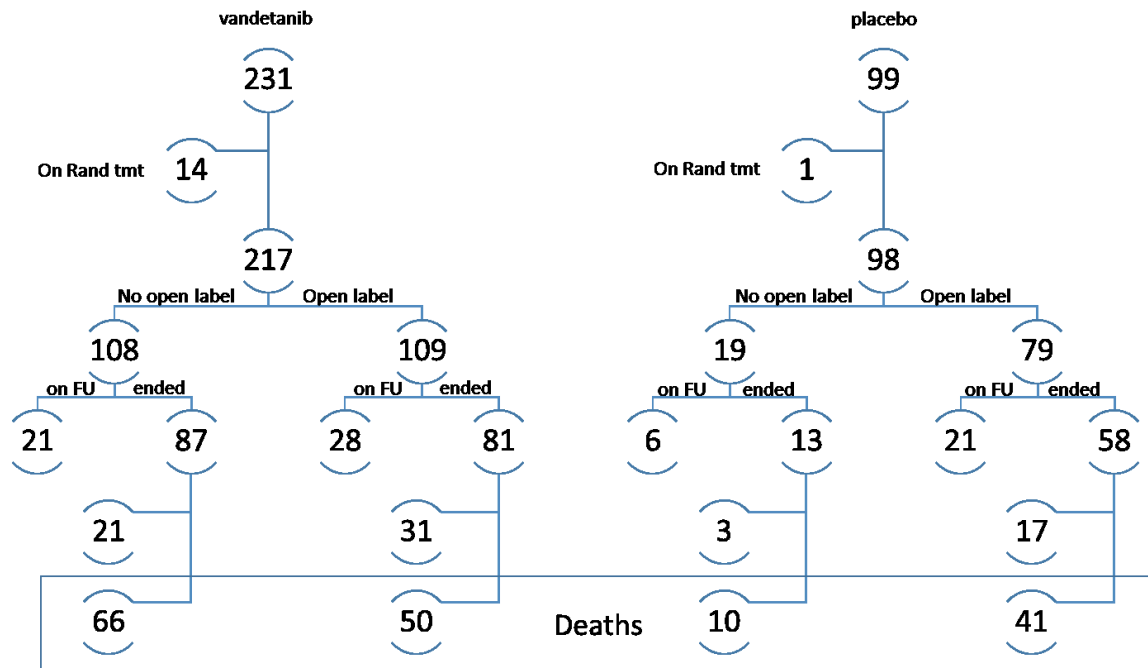 vandetanib placebo
231 99
On Rand tmt 14 On Rand tmt 1
217 98
No open label Open label No open label Open label
108 109 19 79
on FU ended on FU ended on FU ended on FU ended
21 87 28 81 6 13 21 58
21 31 3 17
66 50 Deaths 10 41